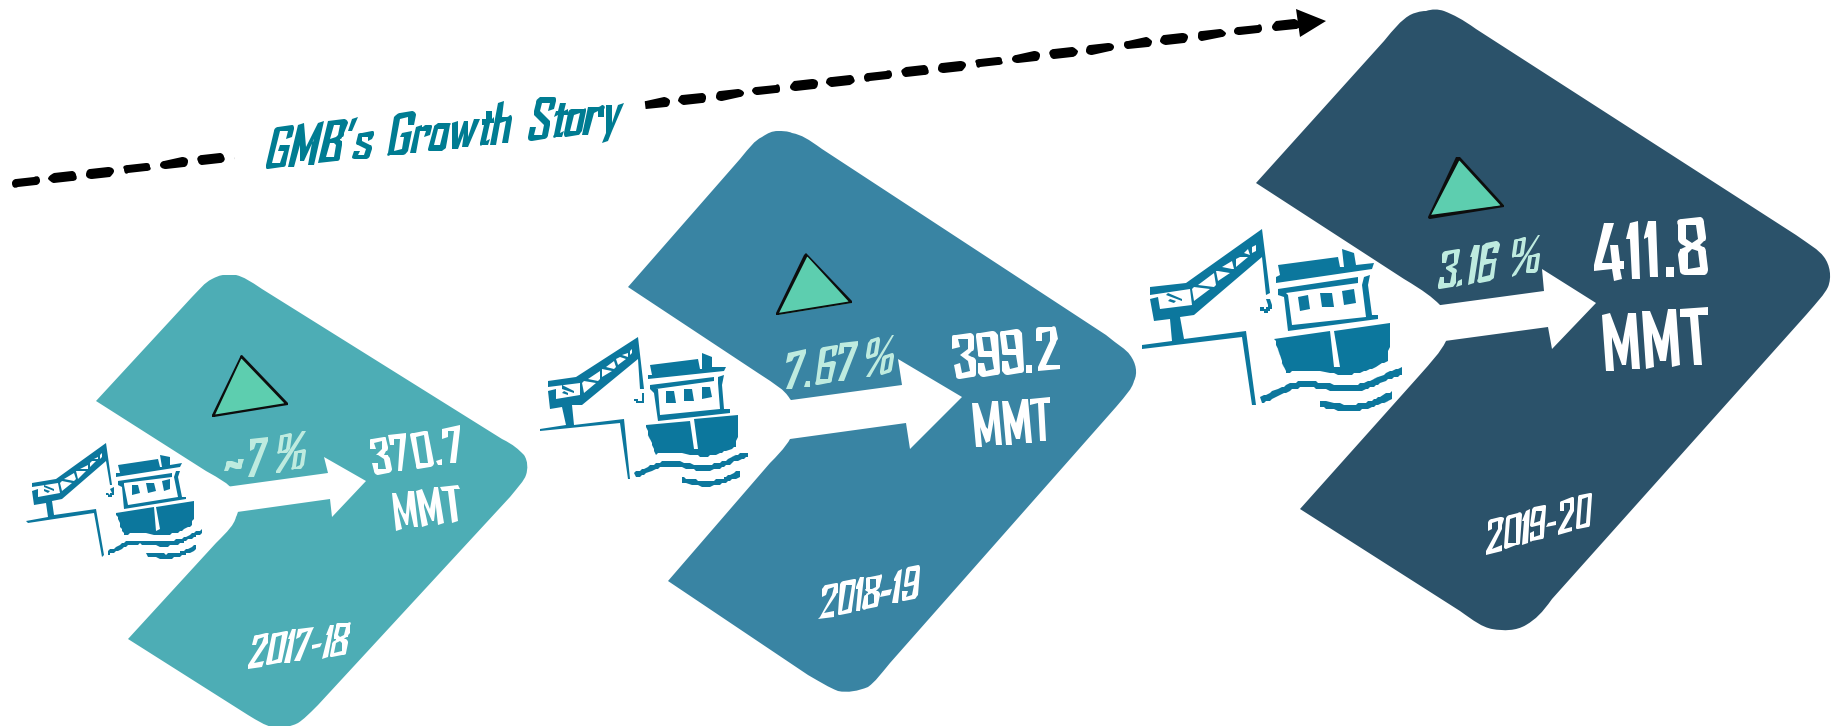 GMB's Growth Story
~7 %
370.7
MMT
2017-18
7.67 %
399.2
MMT
2018-19
3.16 %
411.8
MMT
2019-20